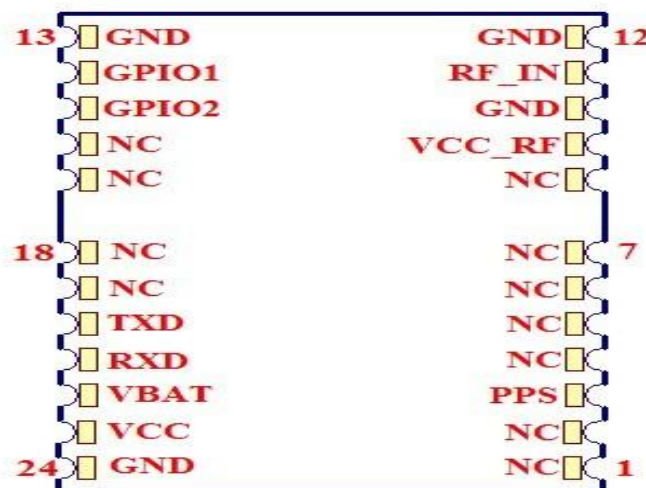 13 GND GND 12
GPIO1 RF_IN
GPIO2 GND
NC VCC_RF
NC NC
18 NC NC 7
NC NC
TXD NC
RXD NC
VBAT PPS
VCC NC
24 GND NC 1